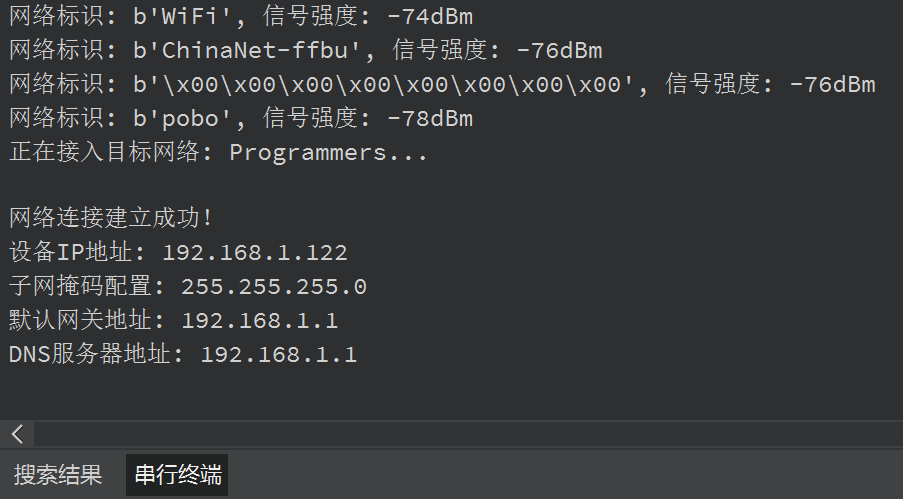 网络标识: b'WiFi', 信号强度: -74dBm
网络标识: b'ChinaNet-ffbu', 信号强度: -76dBm
网络标识: b'\x00\x00\x00\x00\x00\x00\x00\x00', 信号强度: -76dBm
网络标识: b'pobo', 信号强度: -78dBm
正在接入目标网络: Programmers...
网络连接建立成功!
设备IP地址: 192.168.1.122
子网掩码配置: 255.255.255.0
默认网关地址: 192.168.1.1
DNS服务器地址: 192.168.1.1
搜索结果 串行终端